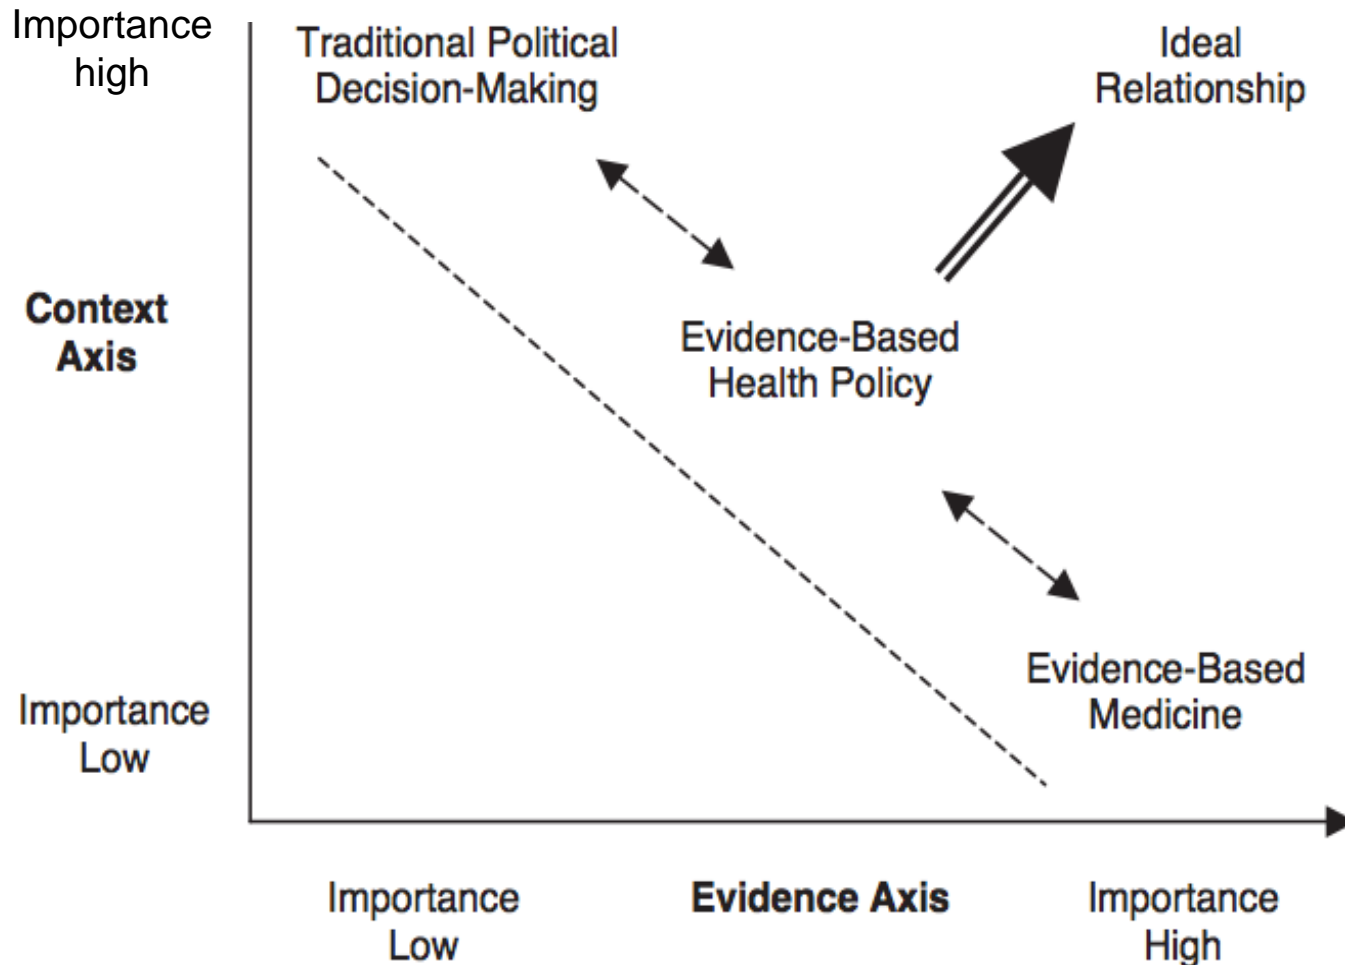 Importance
high
Traditional Political
Decision-Making
Ideal
Relationship
Context
Axis
Evidence-Based
Health Policy
Evidence-Based
Medicine
Importance
Low
Importance
Low
Evidence Axis
Importance
High